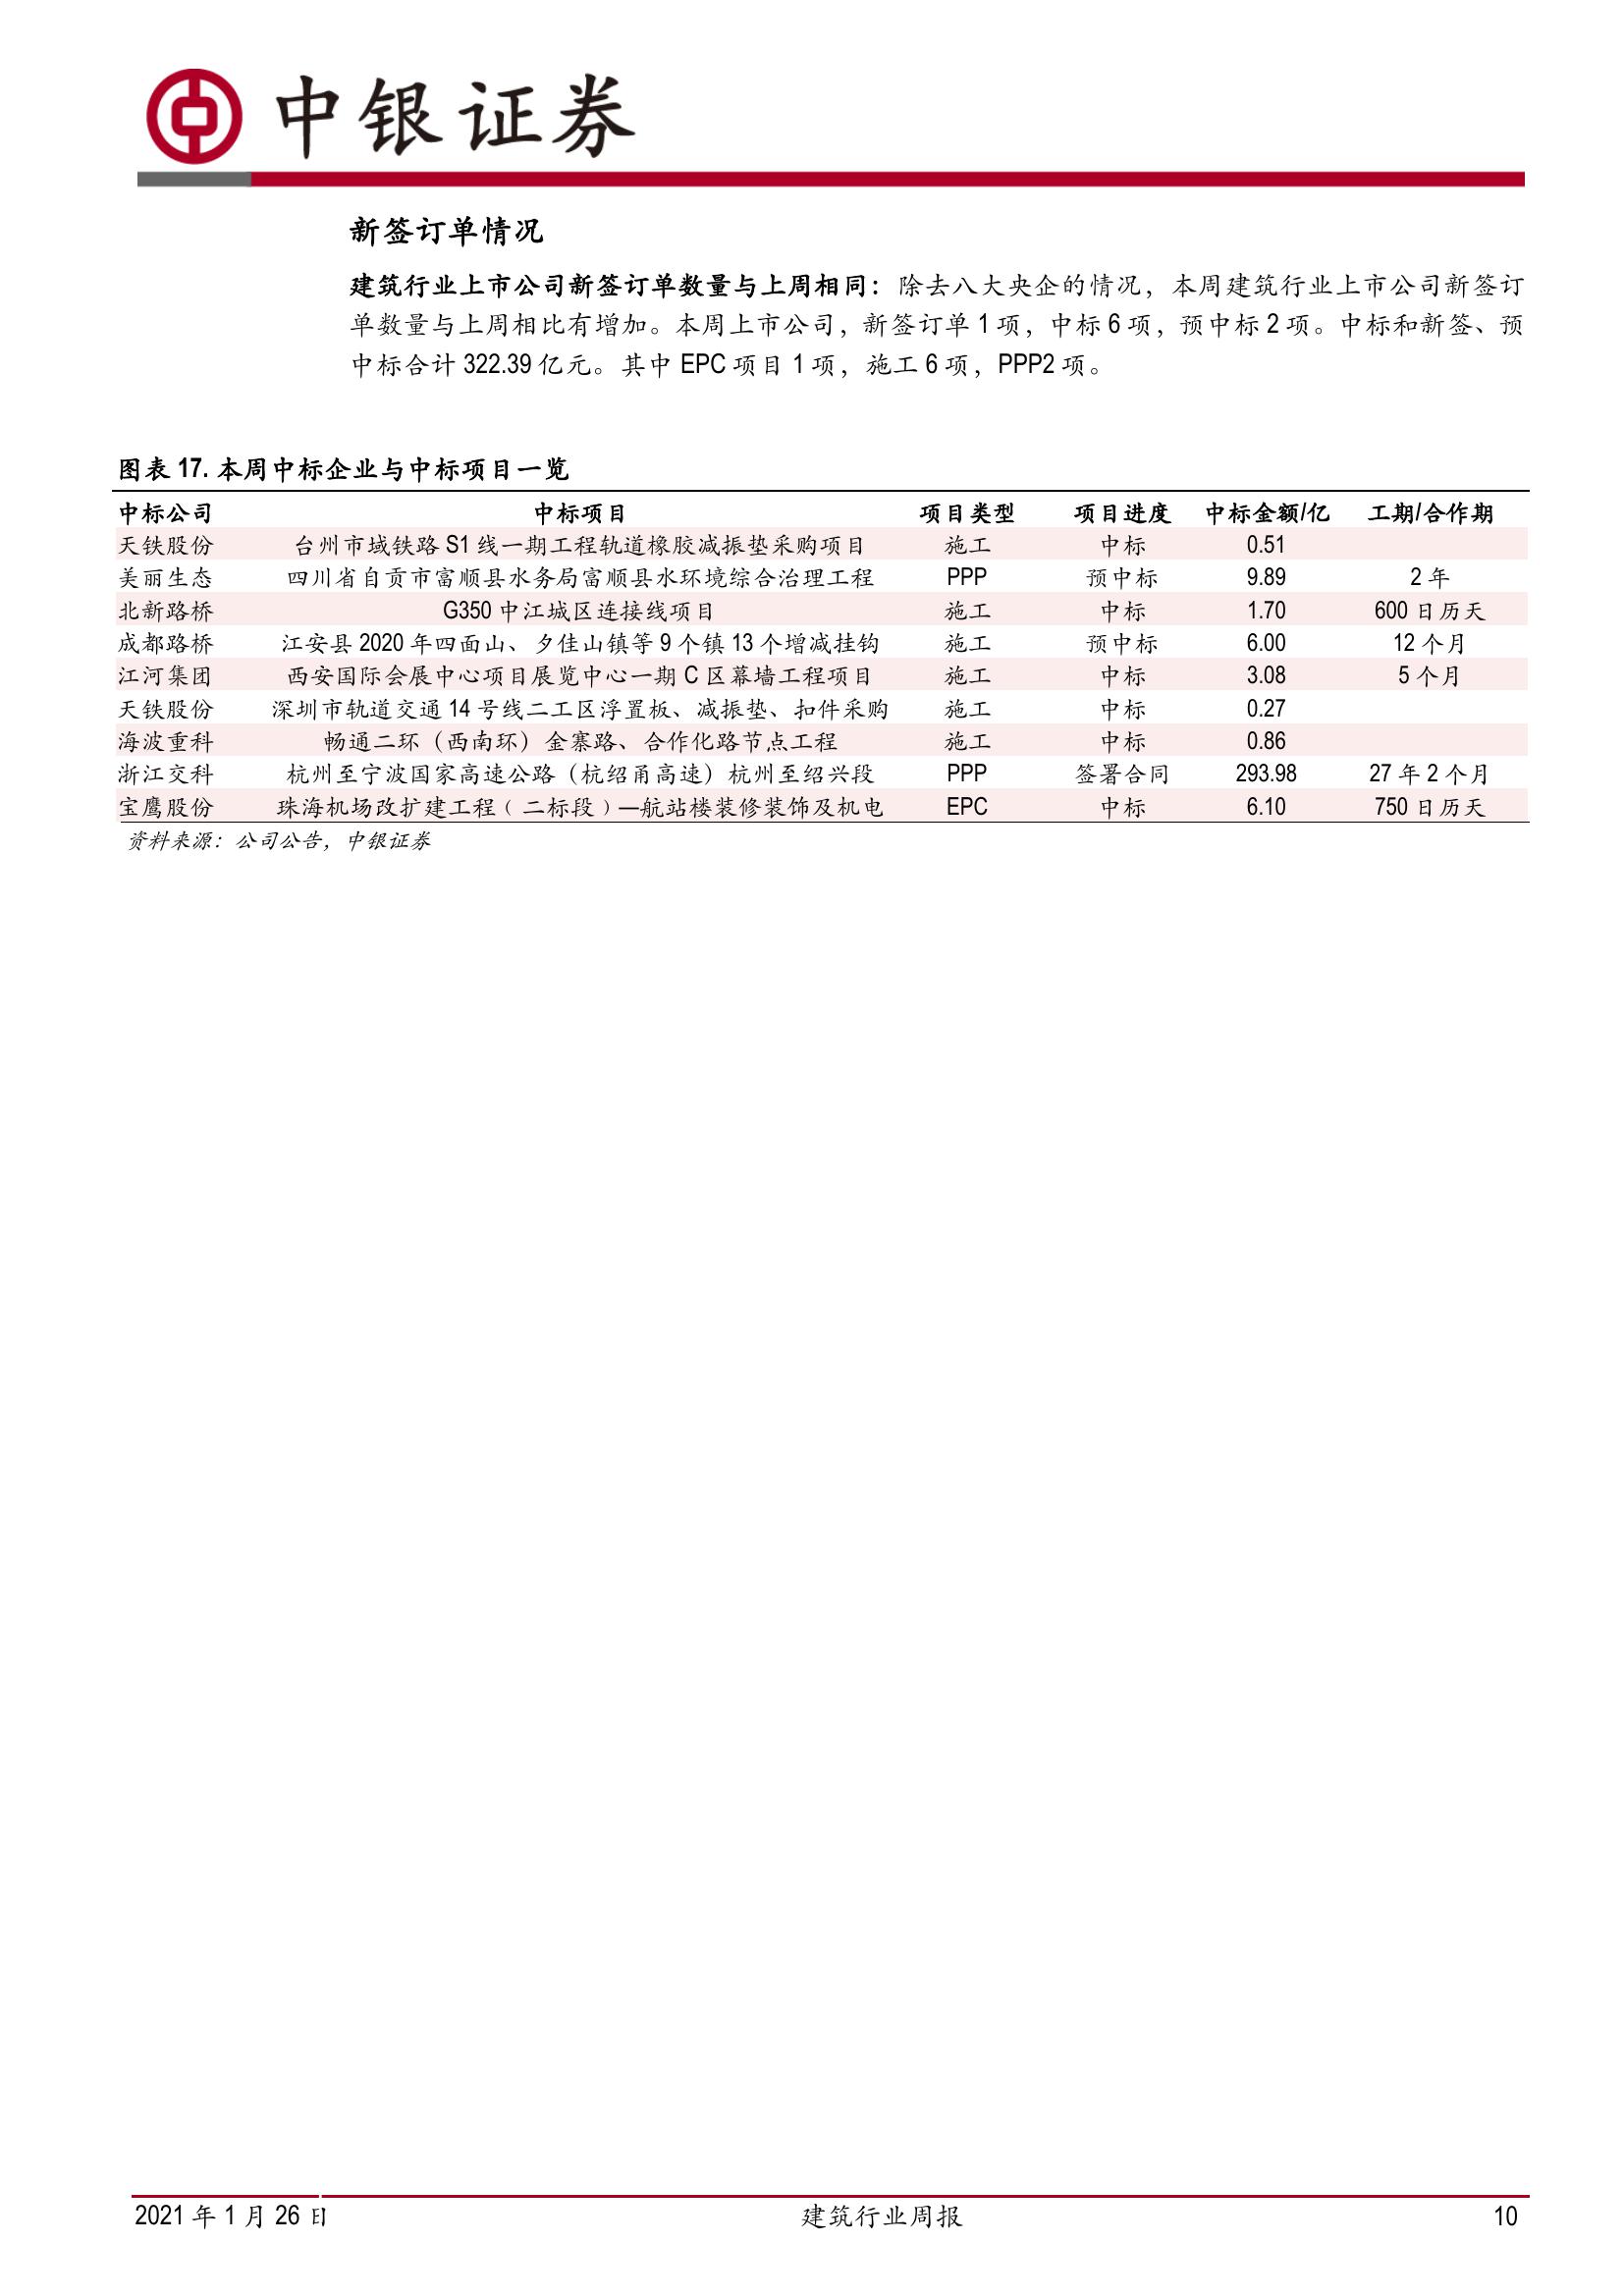 中银证券
新签订单情况
建筑行业上市公司新签订单数量与上周相同：除去八大央企的情况，本周建筑行业上市公司新签订
单数量与上周相比有增加。本周上市公司，新签订单 1 项，中标 6 项，预中标 2 项。中标和新签、预
中标合计 322.39 亿元。其中 EPC 项目 1 项，施工 6 项，PPP2 项。
图表 17. 本周中标企业与中标项目一览
中标公司 中标项目 项目类型 项目进度 中标金额/亿 工期/合作期
天铁股份 台州市域铁路 S1 线一期工程轨道橡胶减振垫采购项目 施工 中标 0.51
美丽生态 四川省自贡市富顺县水务局富顺县水环境综合治理工程 PPP 预中标 9.89 2 年
北新路桥 G350 中江城区连接线项目 施工 中标 1.70 600 日历天
成都路桥 江安县 2020 年四面山、夕佳山镇等 9 个镇 13 个增减挂钩 施工 预中标 6.00 12 个月
江河集团 西安国际会展中心项目展览中心一期 C 区幕墙工程项目 施工 中标 3.08 5 个月
天铁股份 深圳市轨道交通 14 号线二工区浮置板、减振垫、扣件采购 施工 中标 0.27
海波重科 畅通二环（西南环）金寨路、合作化路节点工程 施工 中标 0.86
浙江交科 杭州至宁波国家高速公路（杭绍甬高速）杭州至绍兴段 PPP 签署合同 293.98 27 年 2 个月
宝鹰股份 珠海机场改扩建工程﹙二标段﹚—航站楼装修装饰及机电 EPC 中标 6.10 750 日历天
资料来源：公司公告，中银证券
2021 年 1 月 26 日 建筑行业周报 10